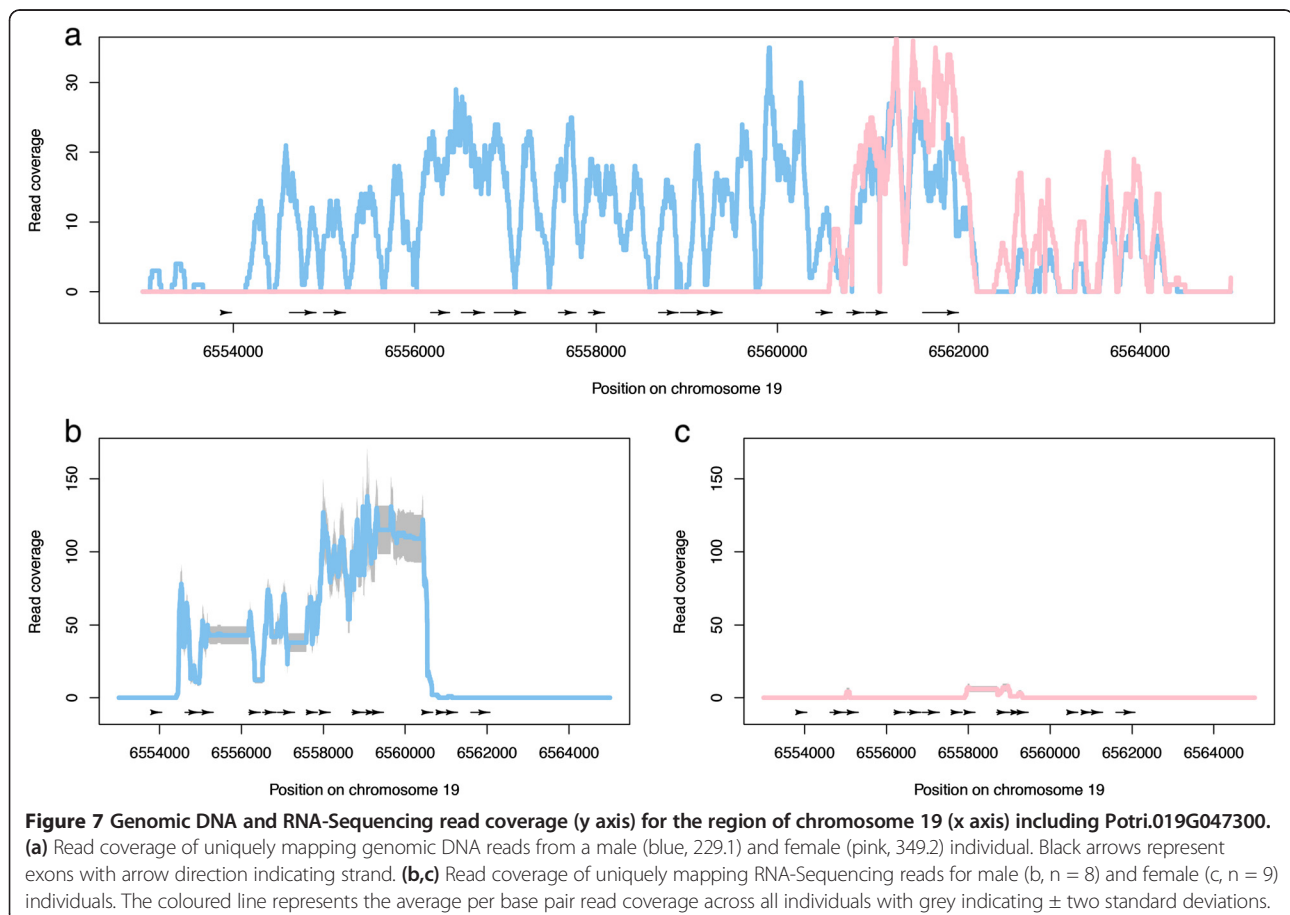 a
Read coverage
30
20
10
0
6554000 6556000 6558000 6560000 6562000 6564000
Position on chromosome 19
b
Read coverage
150
100
50
0
6554000 6556000 6558000 6560000 6562000 6564000
Position on chromosome 19
c
Read coverage
150
100
50
0
6554000 6556000 6558000 6560000 6562000 6564000
Position on chromosome 19
Figure 7 Genomic DNA and RNA-Sequencing read coverage (y axis) for the region of chromosome 19 (x axis) including Potri.019G047300.
(a) Read coverage of uniquely mapping genomic DNA reads from a male (blue, 229.1) and female (pink, 349.2) individual. Black arrows represent
exons with arrow direction indicating strand. (b,c) Read coverage of uniquely mapping RNA-Sequencing reads for male (b, n = 8) and female (c, n = 9)
individuals. The coloured line represents the average per base pair read coverage across all individuals with grey indicating ± two standard deviations.